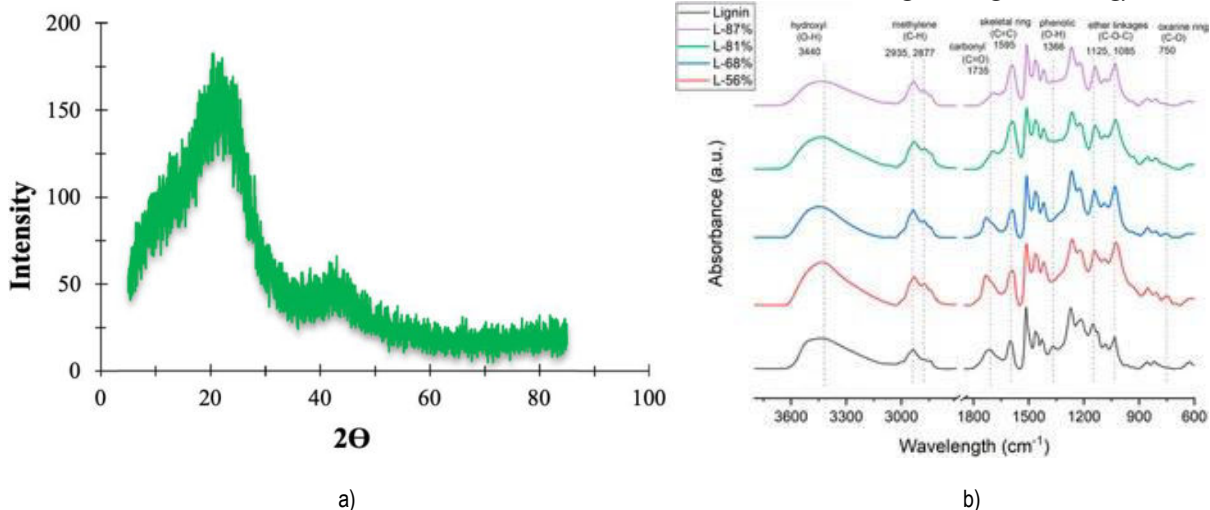 Intensity
200
150
100
50
0
0 20 40 60 80 100
2Θ
a)
Lignin
L-87%
L-81%
L-68%
L-56%
hydroxyl
(O-H)
3440
methylene
(C-H)
2935, 2877
carbonyl
(C=O)
1735
skeletal ring
(C=C)
1595
phenolic
(O-H)
1366
ether linkages
(C-O-C)
1125, 1085
oxarine ring
(C-O)
750
Absorbance (a.u.)
3600 3300 3000 1800 1500 1200 900 600
Wavelength (cm⁻¹)
b)